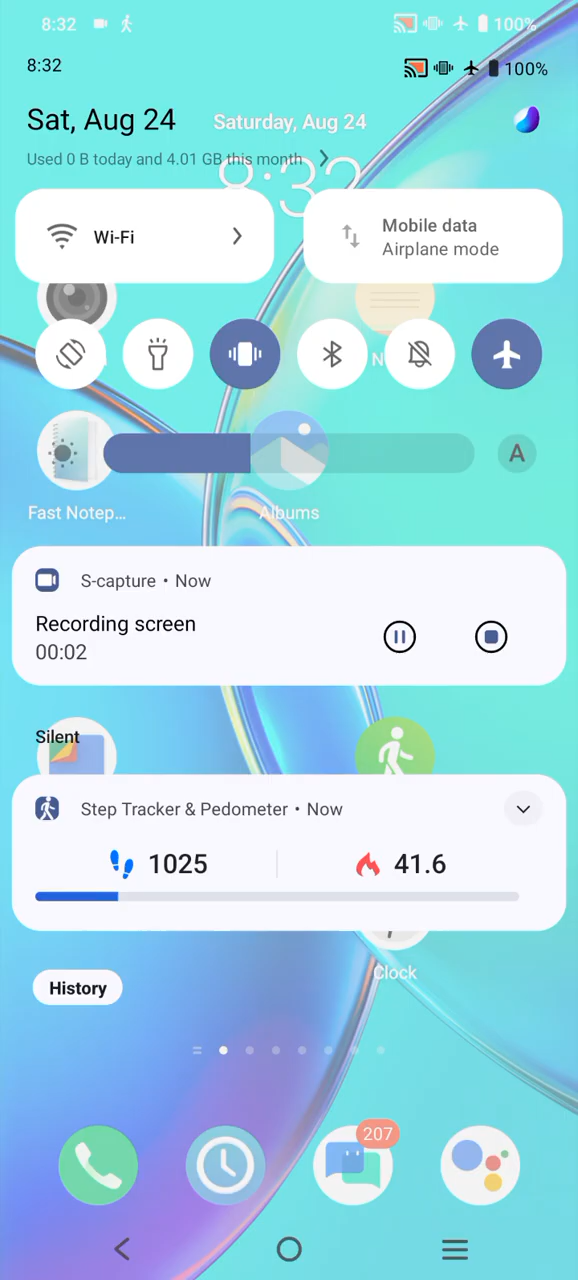 8:32
100%
8:32
100%
Sat, Aug 24
Saturday, Aug 24
Used 0 B today and 4.01 GB this month
8:32
Wi-Fi
Mobile data
Airplane mode
N
A
Fast Notep...
Albums
S-capture • Now
Recording screen
00:02
Silent
Step Tracker & Pedometer • Now
1025
41.6
Clock
History
207